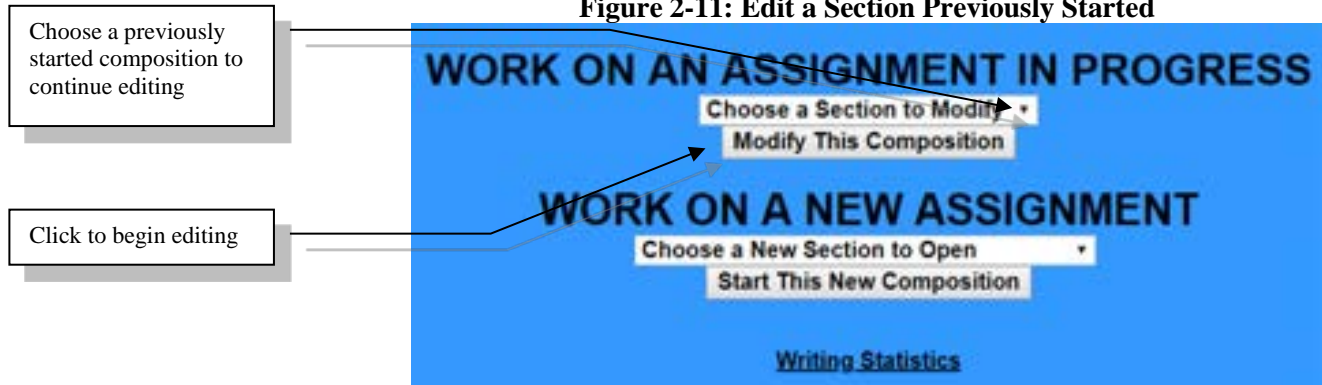 Figure 2-11: Edit a Section Previously Started
Choose a previously
started composition to
continue editing
WORK ON AN ASSIGNMENT IN PROGRESS
Choose a Section to Modify
Modify This Composition
WORK ON A NEW ASSIGNMENT
Click to begin editing
Choose a New Section to Open
Start This New Composition
Writing Statistics